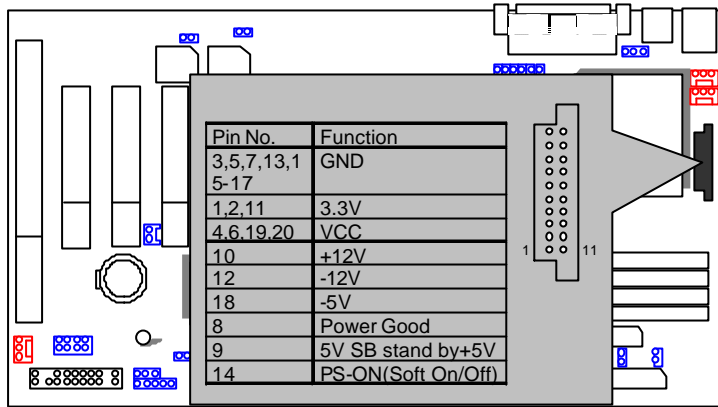 Pin No. Function
3,5,7,13,1 GND
5-17
1,2,11 3.3V
4,6,19,20 VCC
10 +12V
12 -12V
18 -5V
8 Power Good
9 5V SB stand by+5V
14 PS-ON(Soft On/Off)
1 11